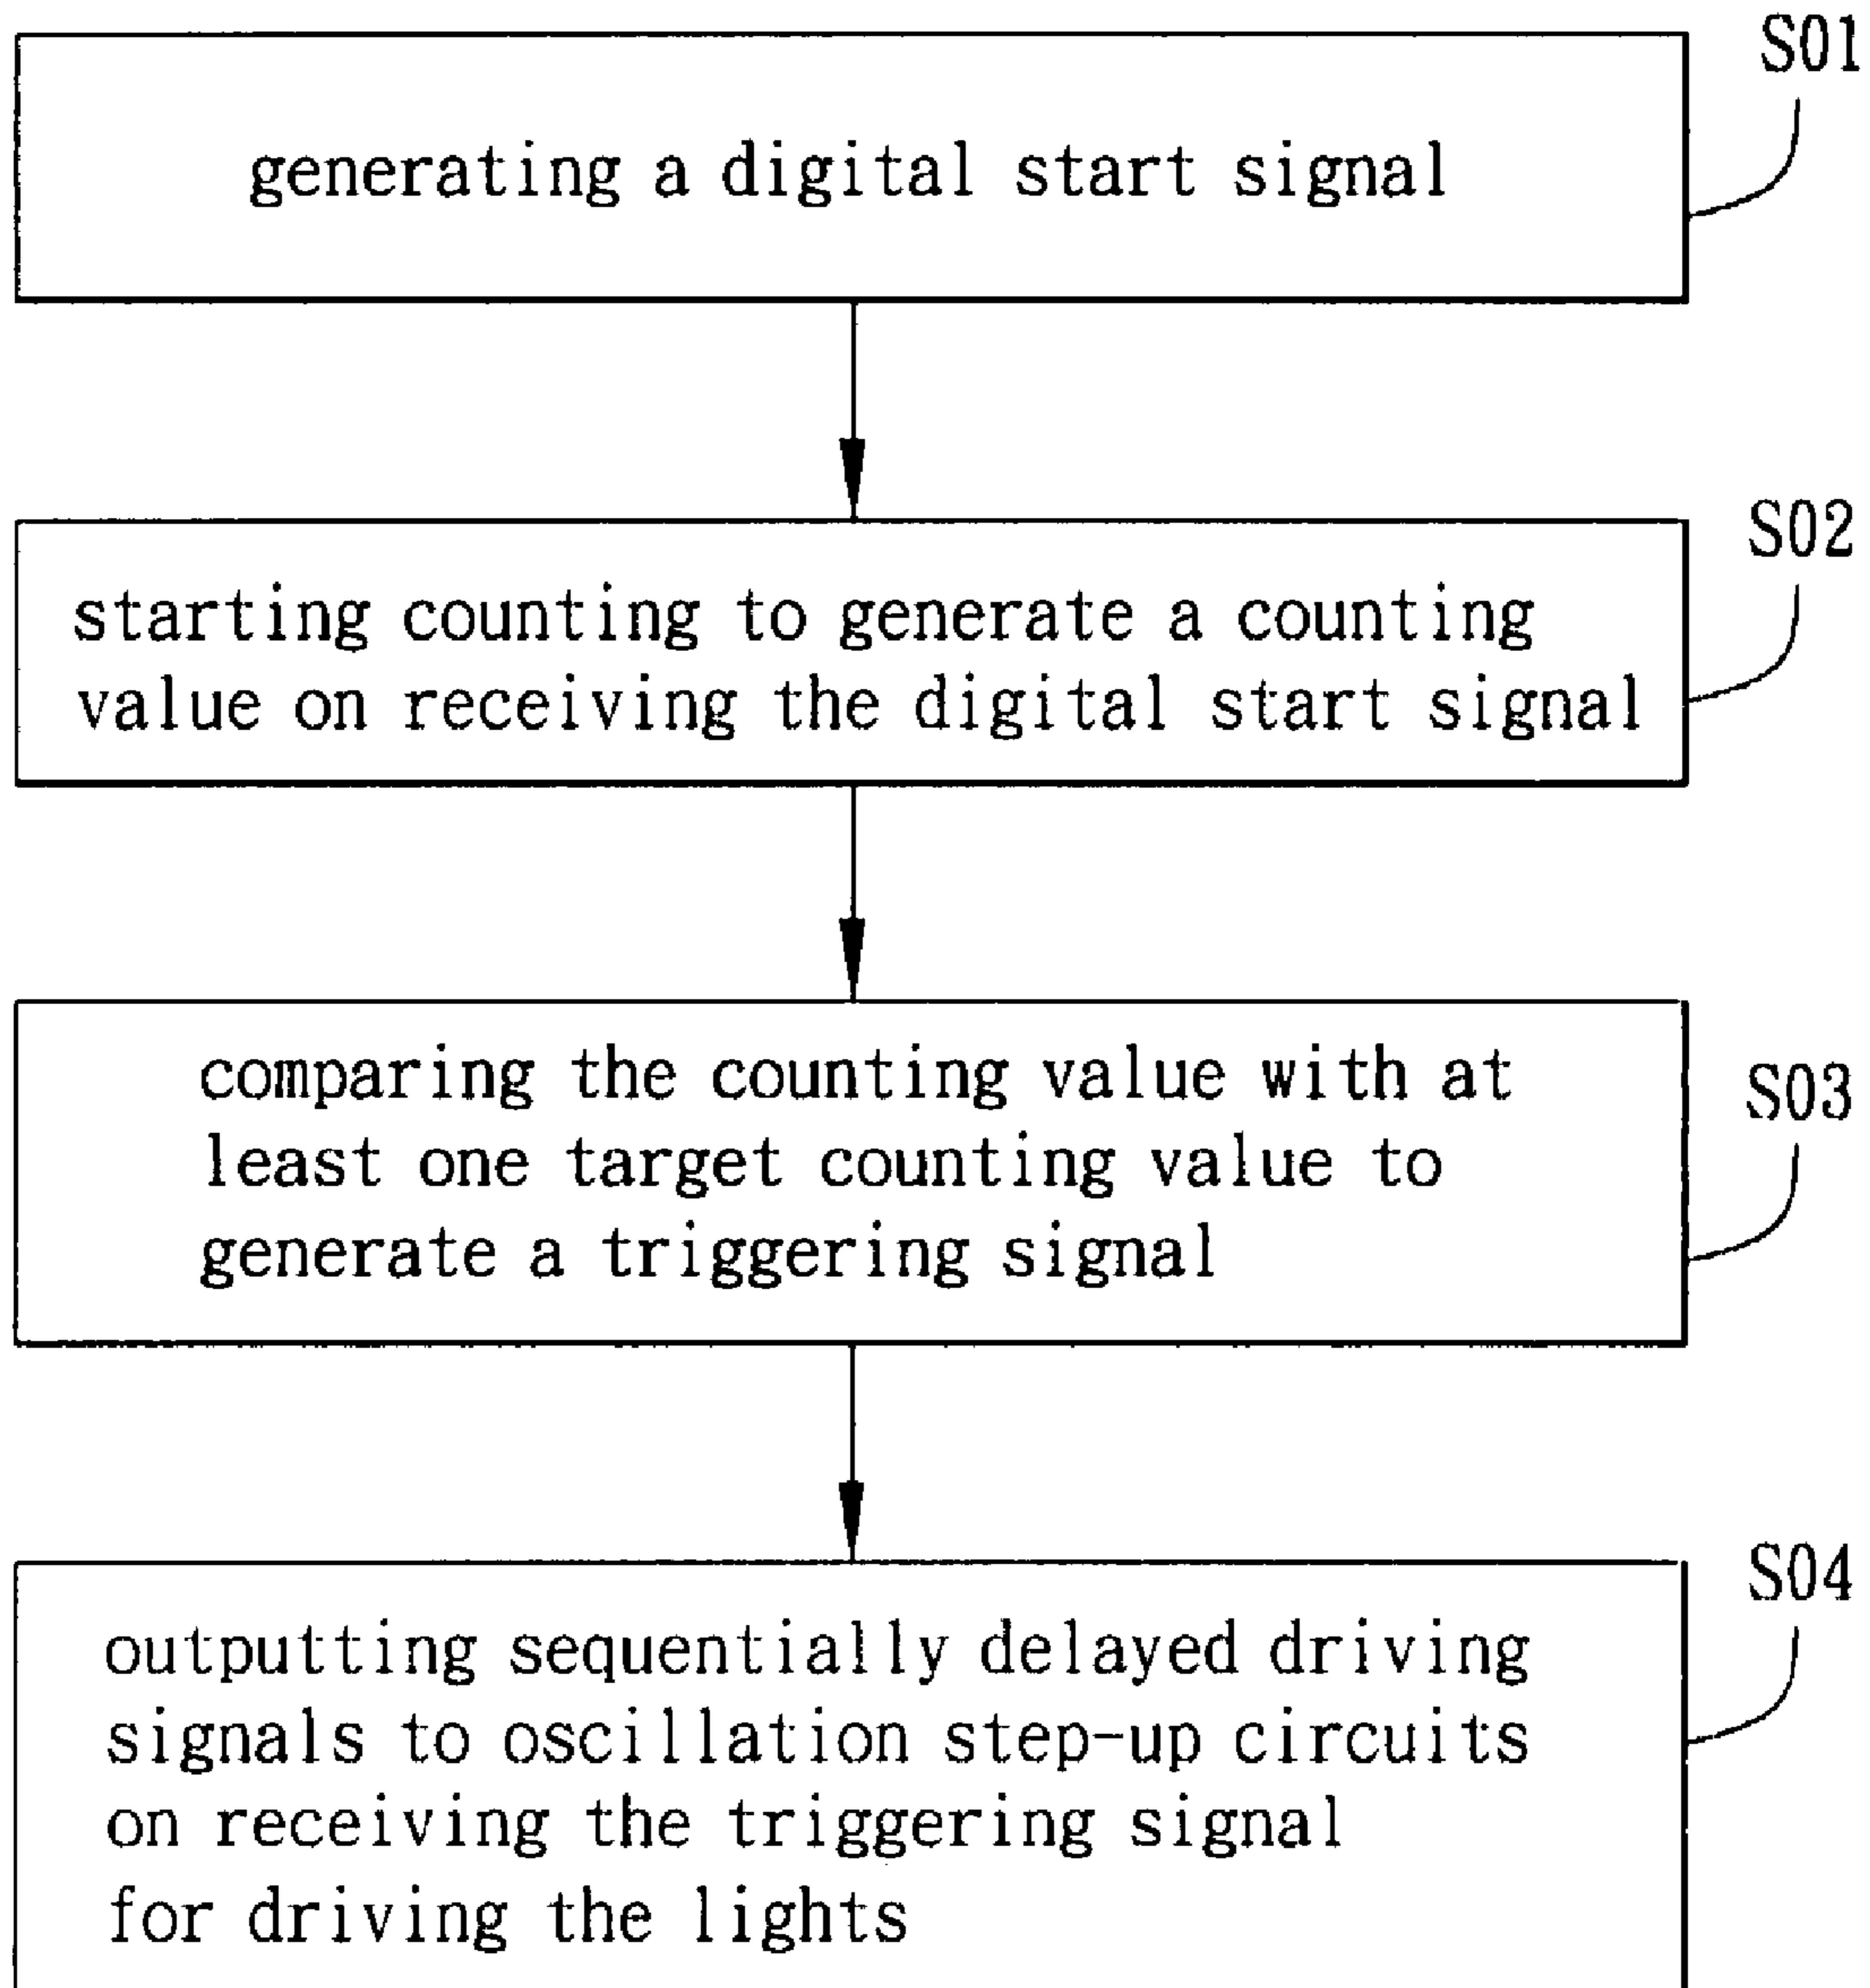 S01
generating a digital start signal
S02
starting counting to generate a counting
value on receiving the digital start signal
S03
comparing the counting value with at
least one target counting value to
generate a triggering signal
S04
outputting sequentially delayed driving
signals to oscillation step-up circuits
on receiving the triggering signal
for driving the lights